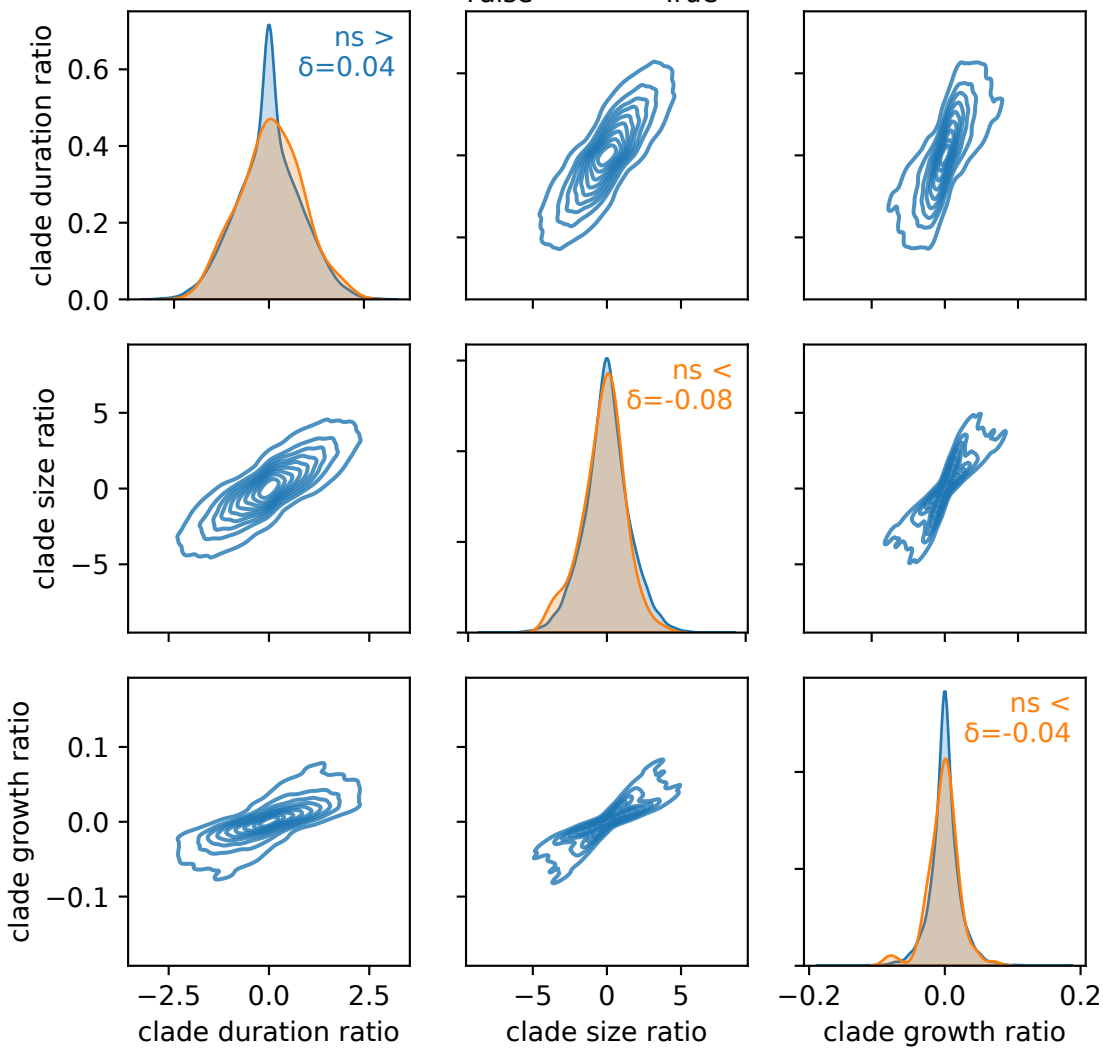 clade duration ratio
0.6
0.4
0.2
0.0
ns >
δ=0.04
clade size ratio
5
0
−5
ns <
δ=-0.08
clade growth ratio
0.1
0.0
−0.1
ns <
δ=-0.04
−2.5 0.0 2.5
−5 0 5
−0.2 0.0 0.2
clade duration ratio
clade size ratio
clade growth ratio